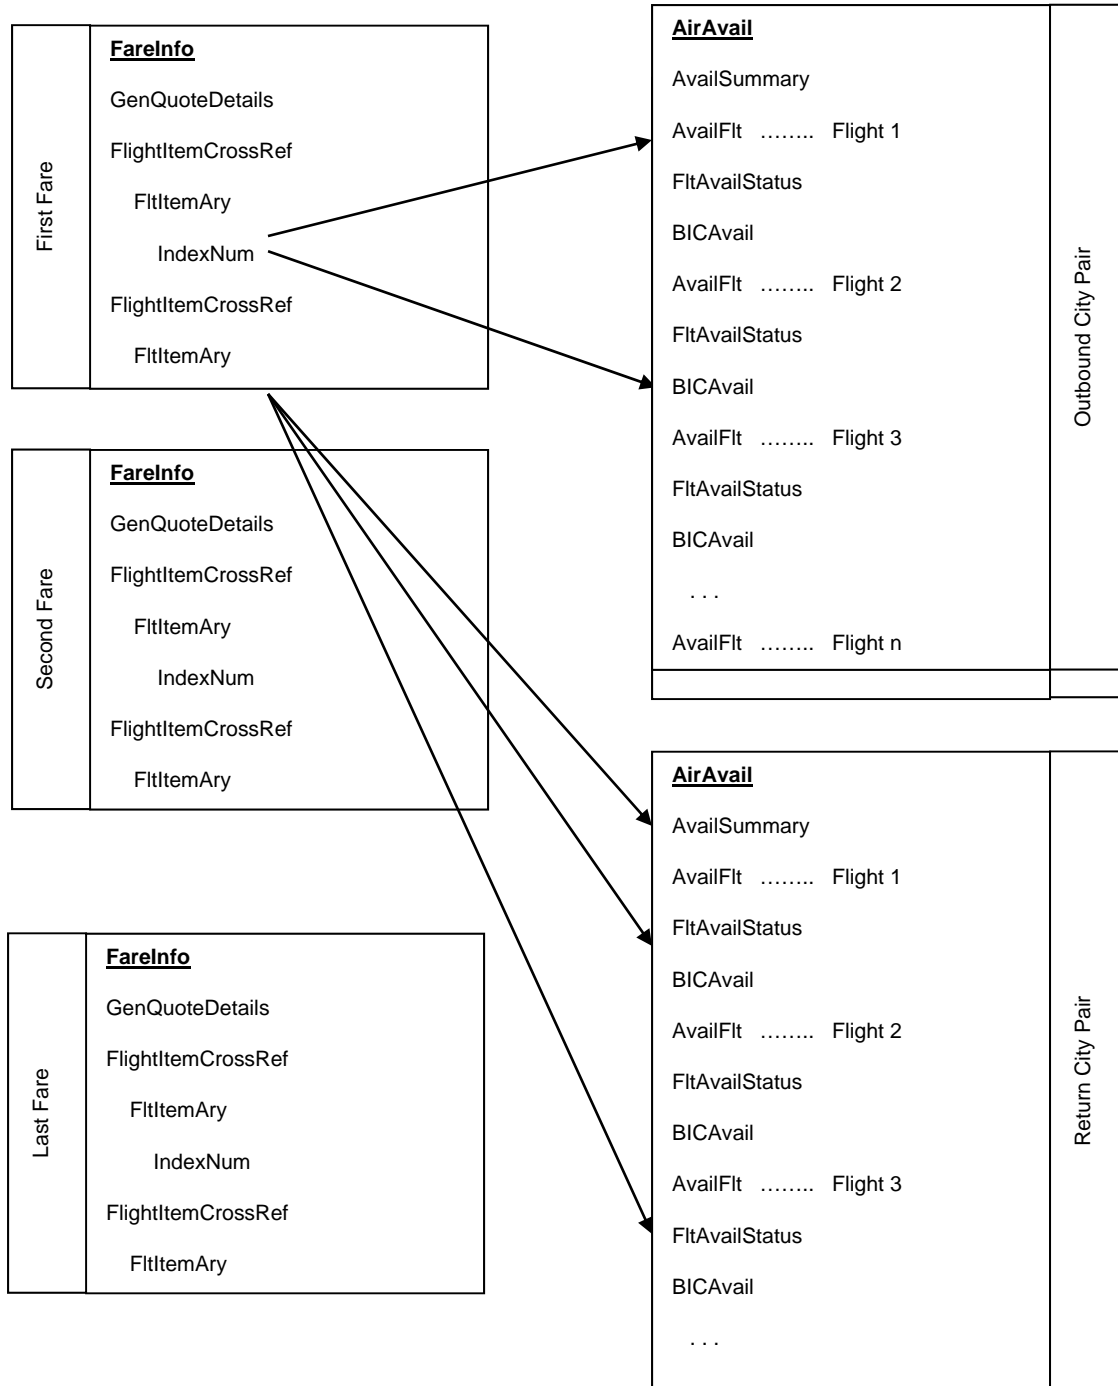 First Fare
FareInfo
GenQuoteDetails
FlightItemCrossRef
FltItemAry
IndexNum
FlightItemCrossRef
FltItemAry
Second Fare
FareInfo
GenQuoteDetails
FlightItemCrossRef
FltItemAry
IndexNum
FlightItemCrossRef
FltItemAry
Last Fare
FareInfo
GenQuoteDetails
FlightItemCrossRef
FltItemAry
IndexNum
FlightItemCrossRef
FltItemAry
AirAvail
AvailSummary
AvailFlt …….. Flight 1
FltAvailStatus
BICAvail
AvailFlt …….. Flight 2
FltAvailStatus
BICAvail
AvailFlt …….. Flight 3
FltAvailStatus
BICAvail
. . .
AvailFlt …….. Flight n
Outbound City Pair
AirAvail
AvailSummary
AvailFlt …….. Flight 1
FltAvailStatus
BICAvail
AvailFlt …….. Flight 2
FltAvailStatus
BICAvail
AvailFlt …….. Flight 3
FltAvailStatus
BICAvail
. . .
Return City Pair